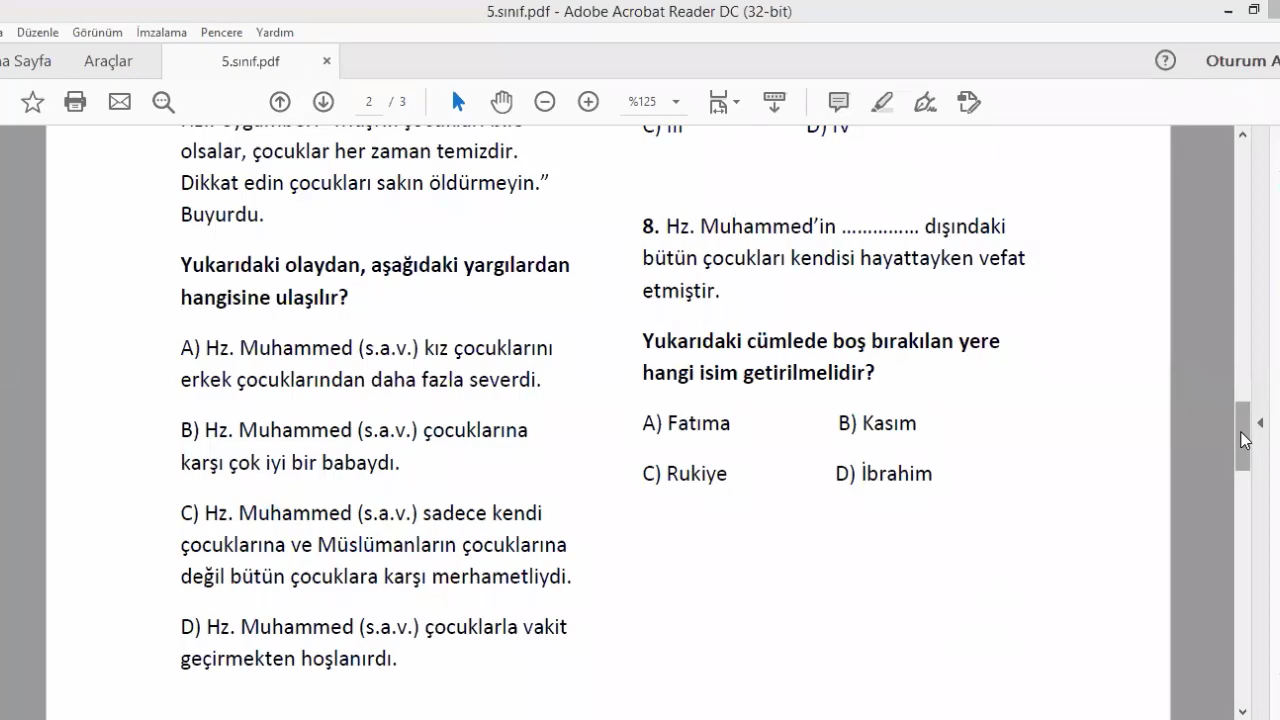 5.sınıf.pdf - Adobe Acrobat Reader DC (32-bit)
Düzenle Görünüm İmzalama Pencere Yardım
Sayfa Araçlar 5.sınıf.pdf × ? Oturum
2 / 3 %125
olsalar, çocuklar her zaman temizdir.
Dikkat edin çocukları sakın öldürmeyin.”
Buyurdu.
Yukarıdaki olaydan, aşağıdaki yargılardan
hangisine ulaşılır?
A) Hz. Muhammed (s.a.v.) kız çocuklarını
erkek çocuklarından daha fazla severdi.
B) Hz. Muhammed (s.a.v.) çocuklarına
karşı çok iyi bir babaydı.
C) Hz. Muhammed (s.a.v.) sadece kendi
çocuklarına ve Müslümanların çocuklarına
değil bütün çocuklara karşı merhametliydi.
D) Hz. Muhammed (s.a.v.) çocuklarla vakit
geçirmekten hoşlanırdı.
C) III D) IV
8. Hz. Muhammed’in …………… dışındaki
bütün çocukları kendisi hayattayken vefat
etmiştir.
Yukarıdaki cümlede boş bırakılan yere
hangi isim getirilmelidir?
A) Fatıma B) Kasım
C) Rukiye D) İbrahim